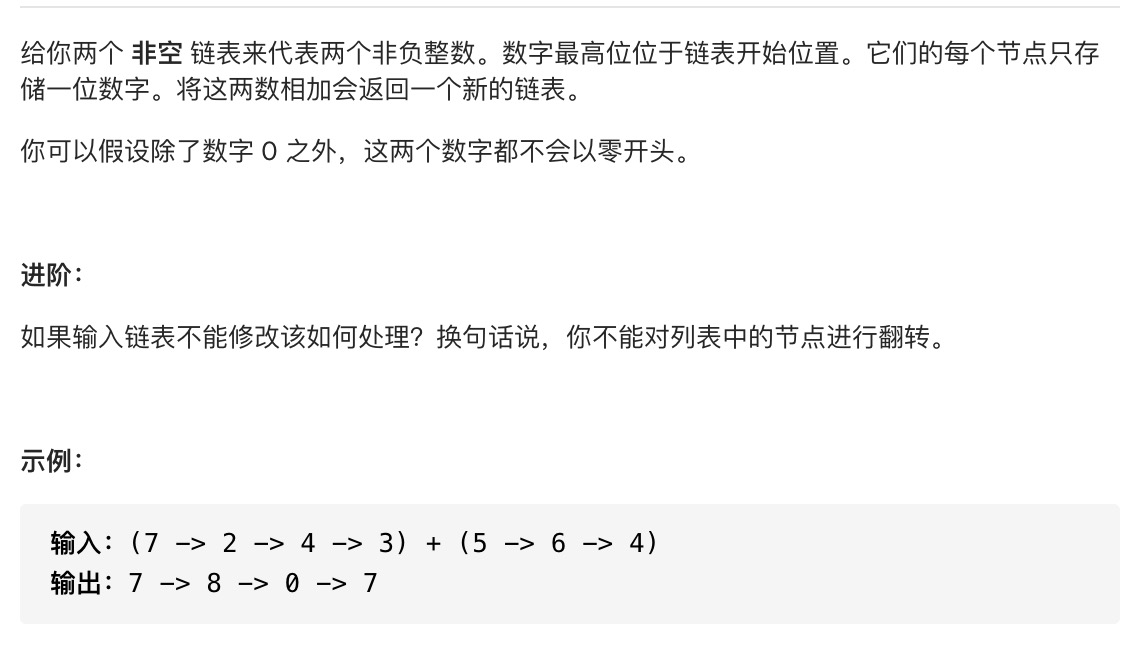 给你两个 非空 链表来代表两个非负整数。数字最高位位于链表开始位置。它们的每个节点只存
储一位数字。将这两数相加会返回一个新的链表。
你可以假设除了数字 0 之外，这两个数字都不会以零开头。
进阶：
如果输入链表不能修改该如何处理？换句话说，你不能对列表中的节点进行翻转。
示例：
输入：(7 -> 2 -> 4 -> 3) + (5 -> 6 -> 4)
输出：7 -> 8 -> 0 -> 7